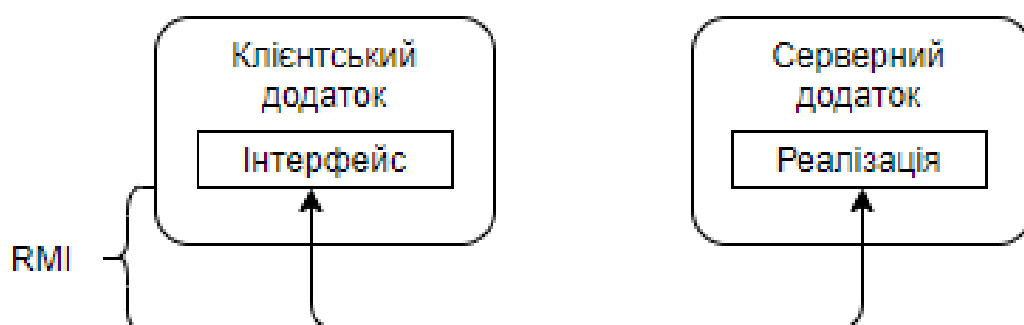 Клієнтський
додаток
Інтерфейс
Серверний
додаток
Реалізація
RMI